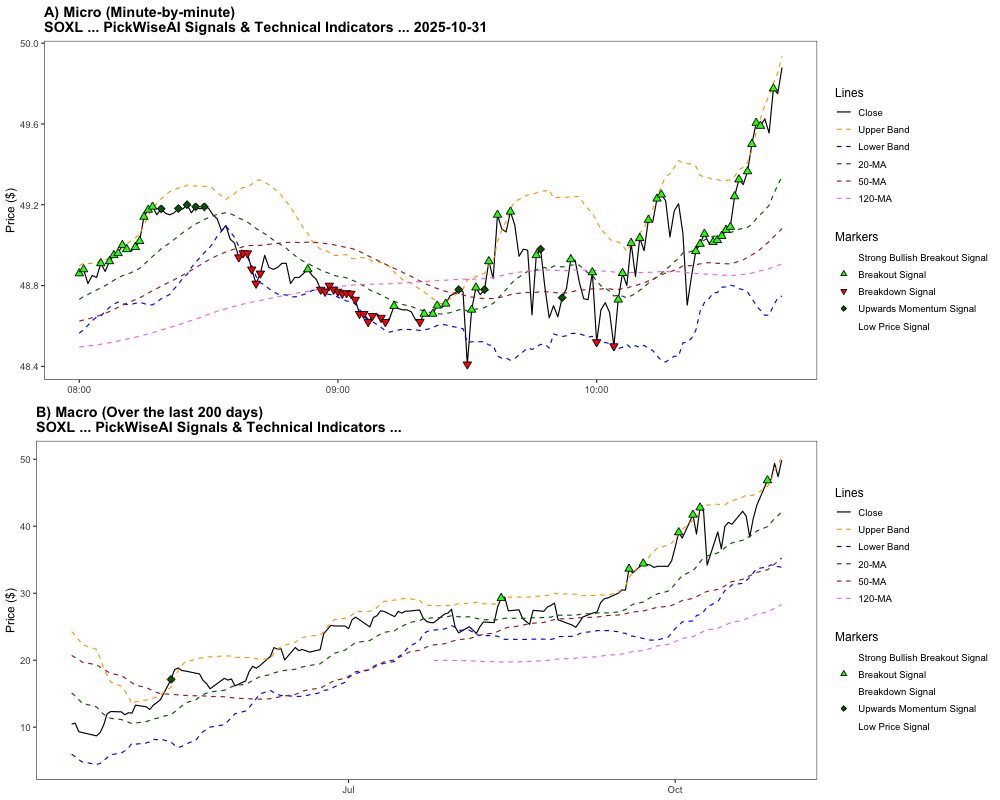 A) Micro (Minute-by-minute)
SOXL ... PickWiseAI Signals & Technical Indicators ... 2025-10-31
Price ($)
50.0
49.6
49.2
48.8
48.4
08:00
09:00
10:00
Lines
Close
Upper Band
Lower Band
20-MA
50-MA
120-MA
Markers
Strong Bullish Breakout Signal
Breakout Signal
Breakdown Signal
Upwards Momentum Signal
Low Price Signal
B) Macro (Over the last 200 days)
SOXL ... PickWiseAI Signals & Technical Indicators ...
Price ($)
50
40
30
20
10
Jul
Oct
Lines
Close
Upper Band
Lower Band
20-MA
50-MA
120-MA
Markers
Strong Bullish Breakout Signal
Breakout Signal
Breakdown Signal
Upwards Momentum Signal
Low Price Signal